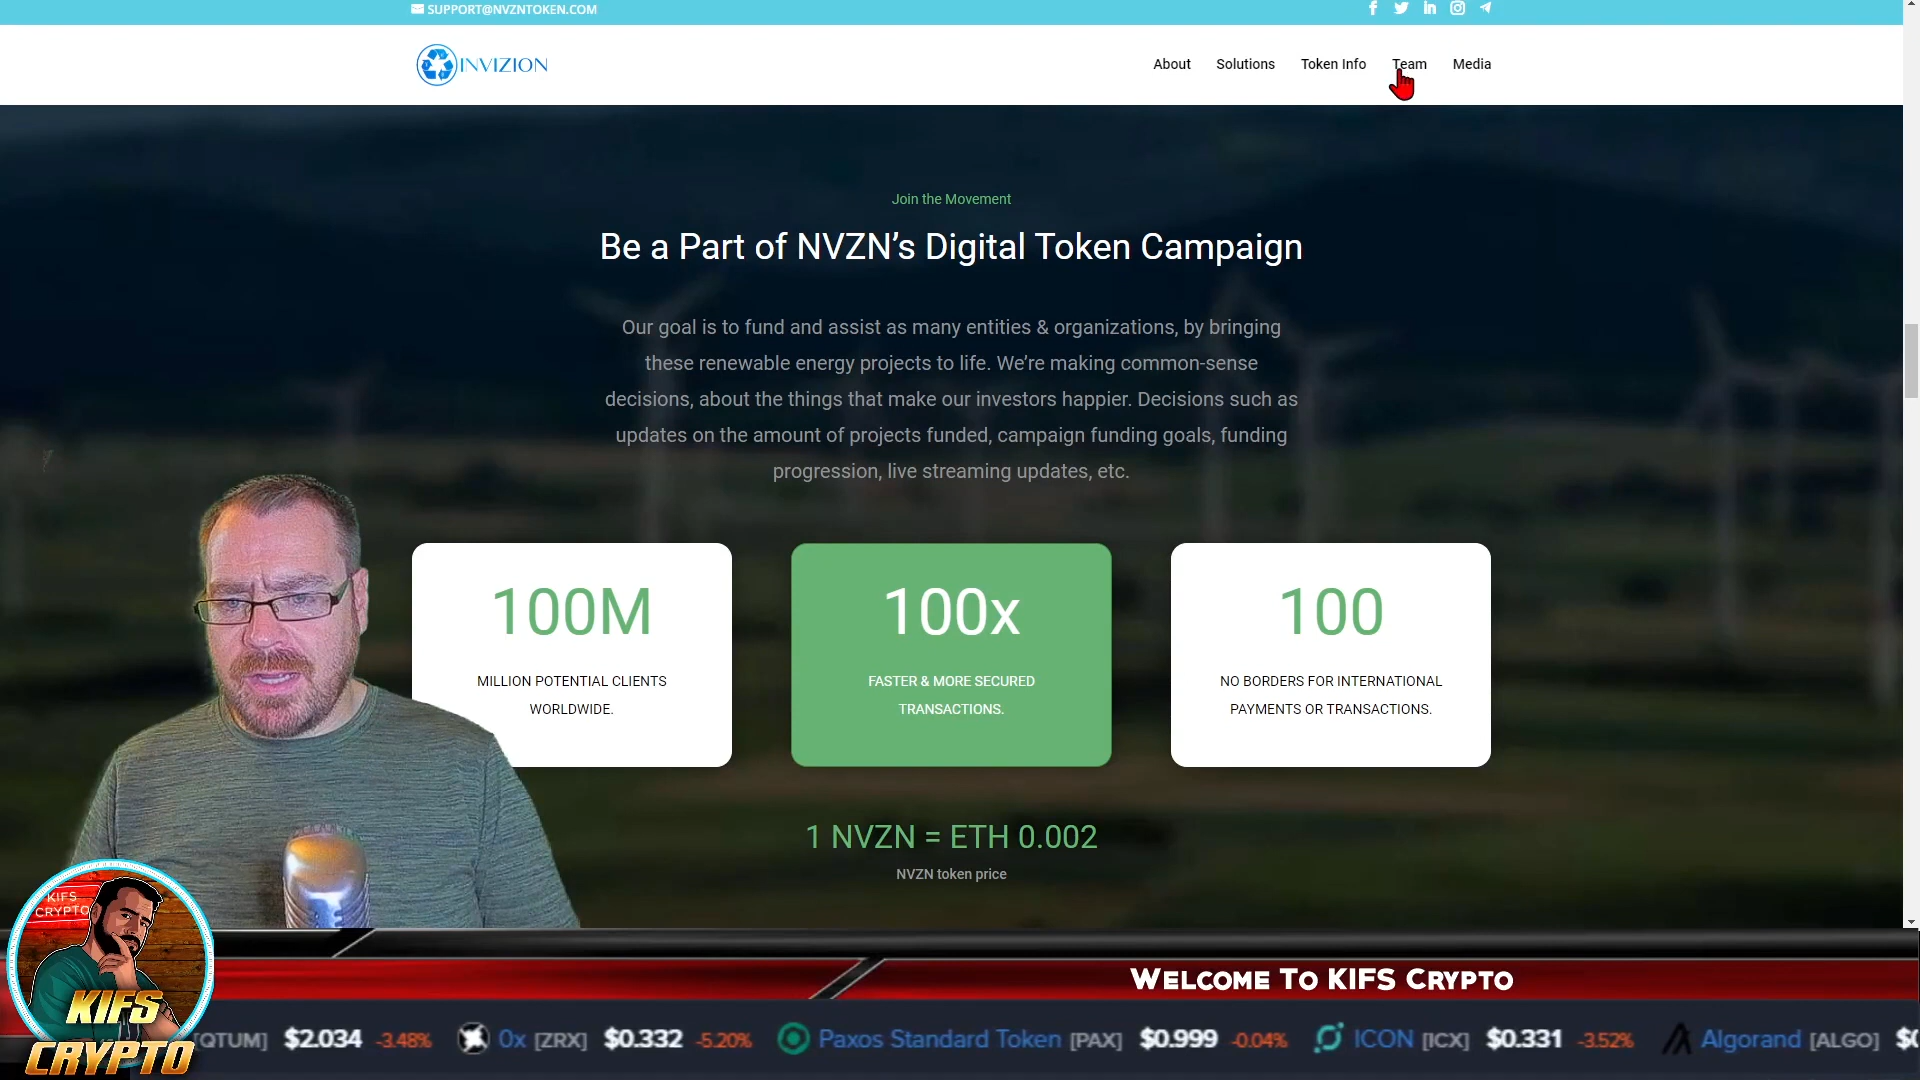 SUPPORT@NVZNTOKEN.COM
INVIZION
About Solutions Token Info Team Media
Join the Movement
Be a Part of NVZN’s Digital Token Campaign
Our goal is to fund and assist as many entities & organizations, by bringing
these renewable energy projects to life. We’re making common-sense
decisions, about the things that make our investors happier. Decisions such as
updates on the amount of projects funded, campaign funding goals, funding
progression, live streaming updates, etc.
100M
MILLION POTENTIAL CLIENTS
WORLDWIDE.
100x
FASTER & MORE SECURED
TRANSACTIONS.
100
NO BORDERS FOR INTERNATIONAL
PAYMENTS OR TRANSACTIONS.
1 NVZN = ETH 0.002
NVZN token price
KIFS
CRYPTO
KIFS
CRYPTO
WELCOME TO KIFS CRYPTO
[QTUM] $2.034 -3.48% 0x [ZRX] $0.332 -5.20% Paxos Standard Token [PAX] $0.999 -0.04% ICON [ICX] $0.331 -3.52% Algorand [ALGO]